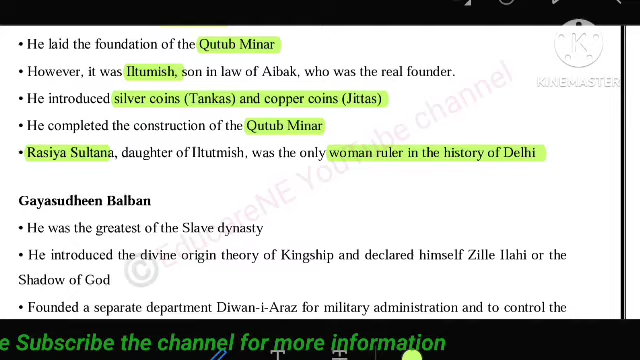 • He laid the foundation of the Qutub Minar
• However, it was Iltumish, son in law of Aibak, who was the real founder.
• He introduced silver coins (Tankas) and copper coins (Jittas)
• He completed the construction of the Qutub Minar
• Rasiya Sultana, daughter of Iltutmish, was the only woman ruler in the history of Delhi
Gayasudheen Balban
• He was the greatest of the Slave dynasty
• He introduced the divine origin theory of Kingship and declared himself Zille Ilahi or the
Shadow of God
• Founded a separate department Diwan-i-Araz for military administration and to control the
e Subscribe the channel for more information
©EducareNE YouTube channel
K
KINEMASTER